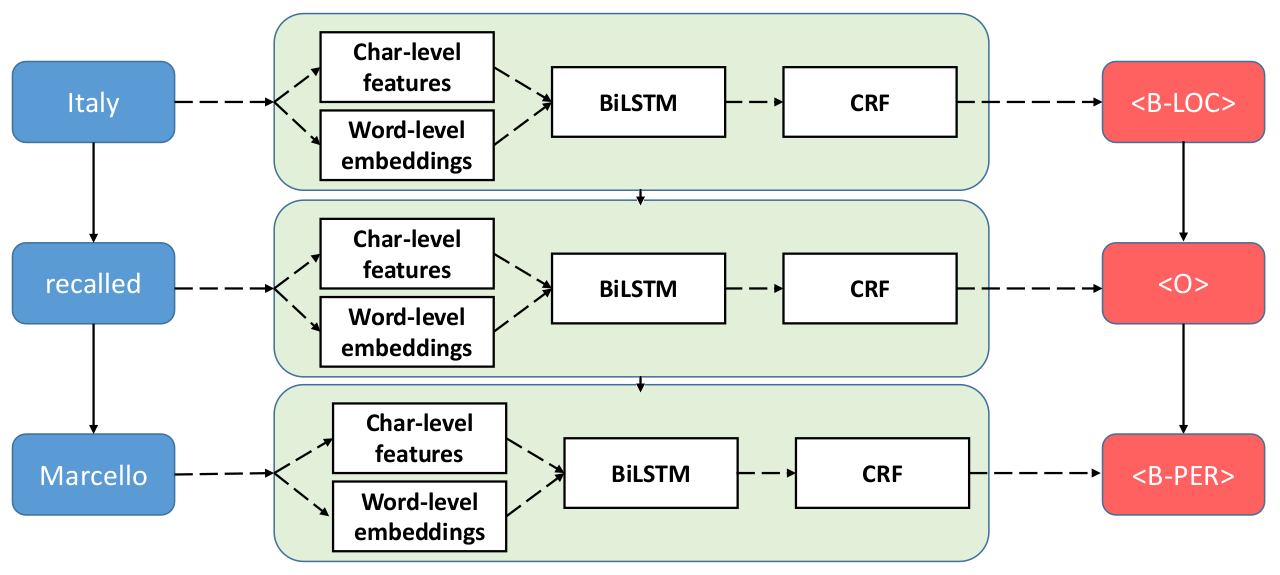 Italy
Char-level
features
Word-level
embeddings
BiLSTM
CRF
<B-LOC>
recalled
Char-level
features
Word-level
embeddings
BiLSTM
CRF
<O>
Marcello
Char-level
features
Word-level
embeddings
BiLSTM
CRF
<B-PER>